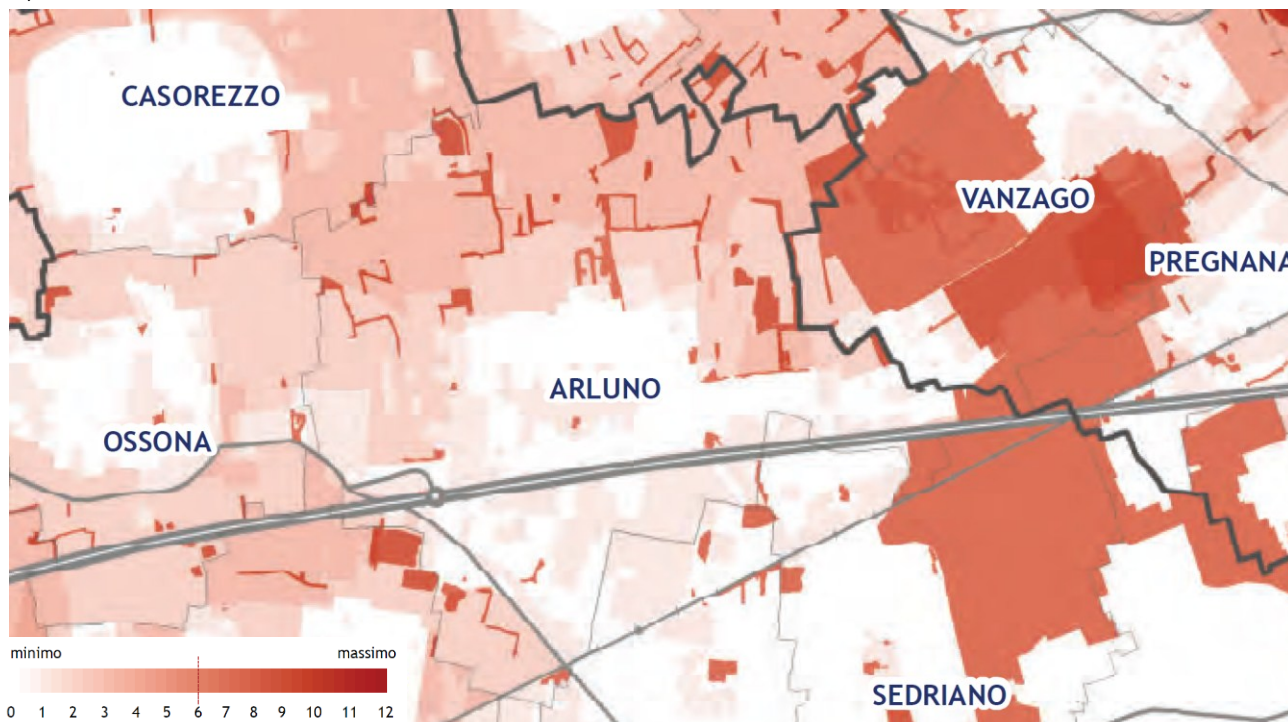 CASOREZZO
VANZAGO
PREGNANA
ARLUNO
OSSONA
SEDRIANO
minimo massimo
0 1 2 3 4 5 6 7 8 9 10 11 12